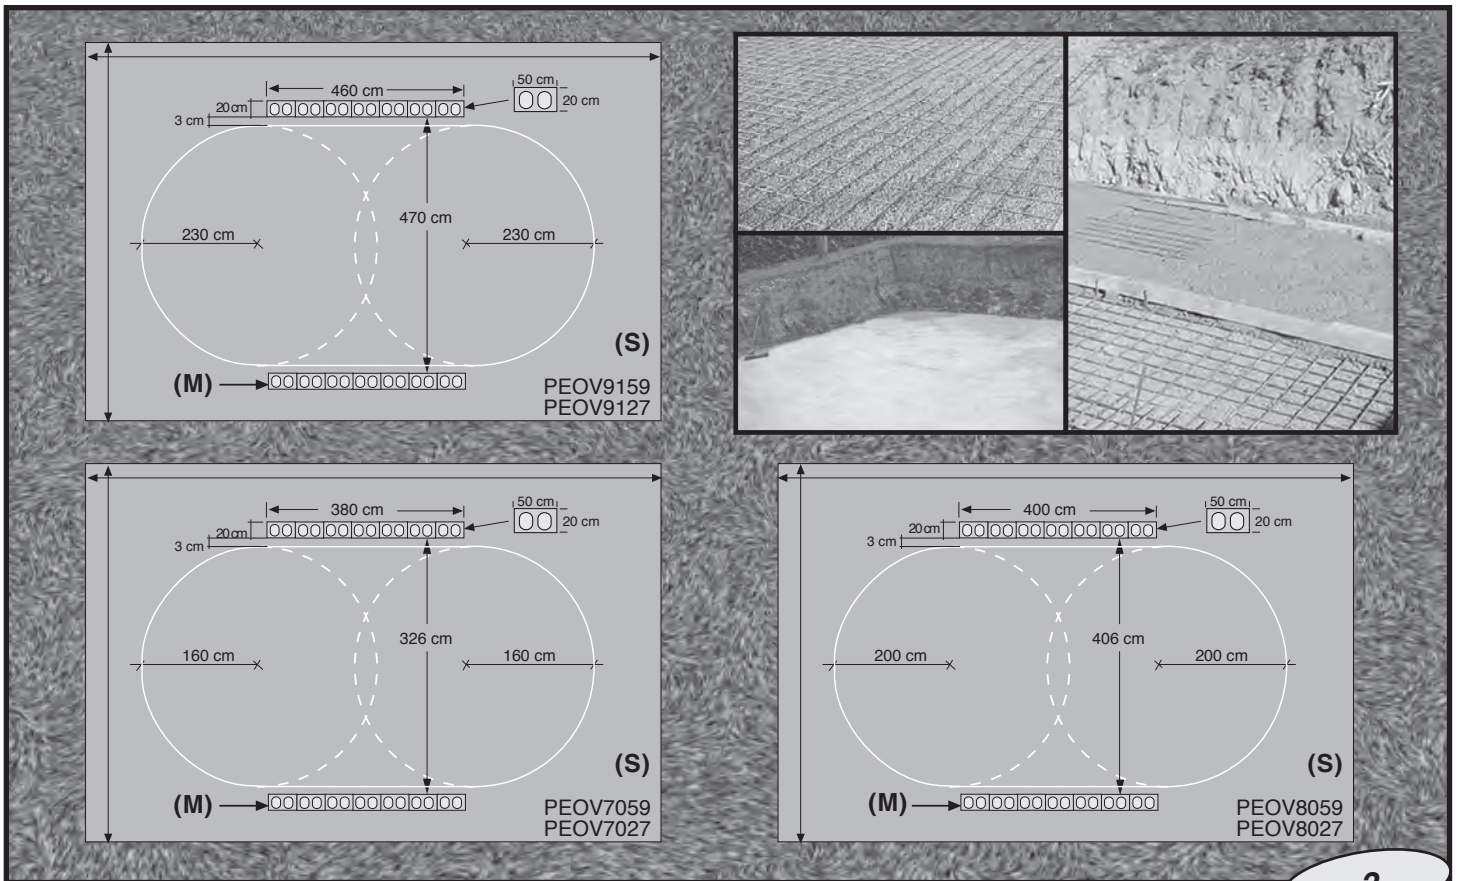 460 cm
50 cm
20 cm
20 cm
3 cm
470 cm
230 cm
230 cm
(S)
(M)
PEOV9159
PEOV9127
380 cm
50 cm
20 cm
20 cm
3 cm
326 cm
160 cm
160 cm
(S)
(M)
PEOV7059
PEOV7027
400 cm
50 cm
20 cm
20 cm
3 cm
406 cm
200 cm
200 cm
(S)
(M)
PEOV8059
PEOV8027